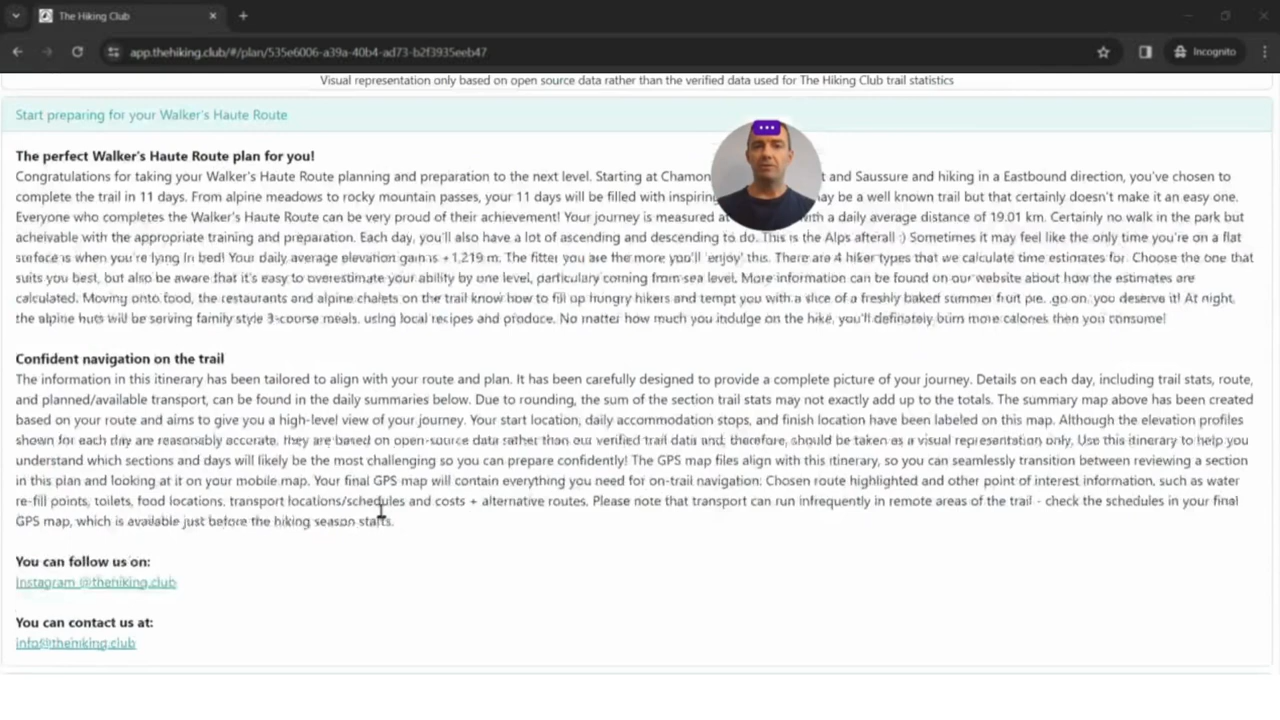 The Hiking Club
app.thehiking.club/#/plan/535e6006-a39a-40b4-ad73-b2f3935eeb47
Incognito
Visual representation only based on open source data rather than the verified data used for The Hiking Club trail statistics
Start preparing for your Walker's Haute Route
The perfect Walker's Haute Route plan for you!
Congratulations for taking your Walker's Haute Route planning and preparation to the next level. Starting at Chamon t and Saussure and hiking in a Eastbound direction, you've chosen to
complete the trail in 11 days. From alpine meadows to rocky mountain passes, your 11 days will be filled with inspiring may be a well known trail but that certainly doesn't make it an easy one.
Everyone who completes the Walker's Haute Route can be very proud of their achievement! Your journey is measured at with a daily average distance of 19.01 km. Certainly no walk in the park but
acheivable with the appropriate training and preparation. Each day, you'll also have a lot of ascending and descending to do. This is the Alps afterall :) Sometimes it may feel like the only time you're on a flat
surface is when you're lying in bed! Your daily average elevation gain is +1,219 m. The fitter you are the more you'll 'enjoy' this. There are 4 hiker types that we calculate time estimates for. Choose the one that
suits you best, but also be aware that it's easy to overestimate your ability by one level, particulary coming from sea level. More information can be found on our website about how the estimates are
calculated. Moving onto food, the restaurants and alpine chalets on the trail know how to fill up hungry hikers and tempt you with a slice of a freshly baked summer fruit pie. go on, you deserve it! At night,
the alpine huts will be serving family style 3-course meals, using local recipes and produce. No matter how much you indulge on the hike, you'll definately burn more calories then you consume!
Confident navigation on the trail
The information in this itinerary has been tailored to align with your route and plan. It has been carefully designed to provide a complete picture of your journey. Details on each day, including trail stats, route,
and planned/available transport, can be found in the daily summaries below. Due to rounding, the sum of the section trail stats may not exactly add up to the totals. The summary map above has been created
based on your route and aims to give you a high-level view of your journey. Your start location, daily accommodation stops, and finish location have been labeled on this map. Although the elevation profiles
shown for each day are reasonably accurate, they are based on open-source data rather than our verified trail data and, therefore, should be taken as a visual representation only. Use this itinerary to help you
understand which sections and days will likely be the most challenging so you can prepare confidently! The GPS map files align with this itinerary, so you can seamlessly transition between reviewing a section
in this plan and looking at it on your mobile map. Your final GPS map will contain everything you need for on-trail navigation: Chosen route highlighted and other point of interest information, such as water
re-fill points, toilets, food locations, transport locations/schedules and costs + alternative routes. Please note that transport can run infrequently in remote areas of the trail - check the schedules in your final
GPS map, which is available just before the hiking season starts.
You can follow us on:
Instagram @thehiking.club
You can contact us at:
info@thehiking.club